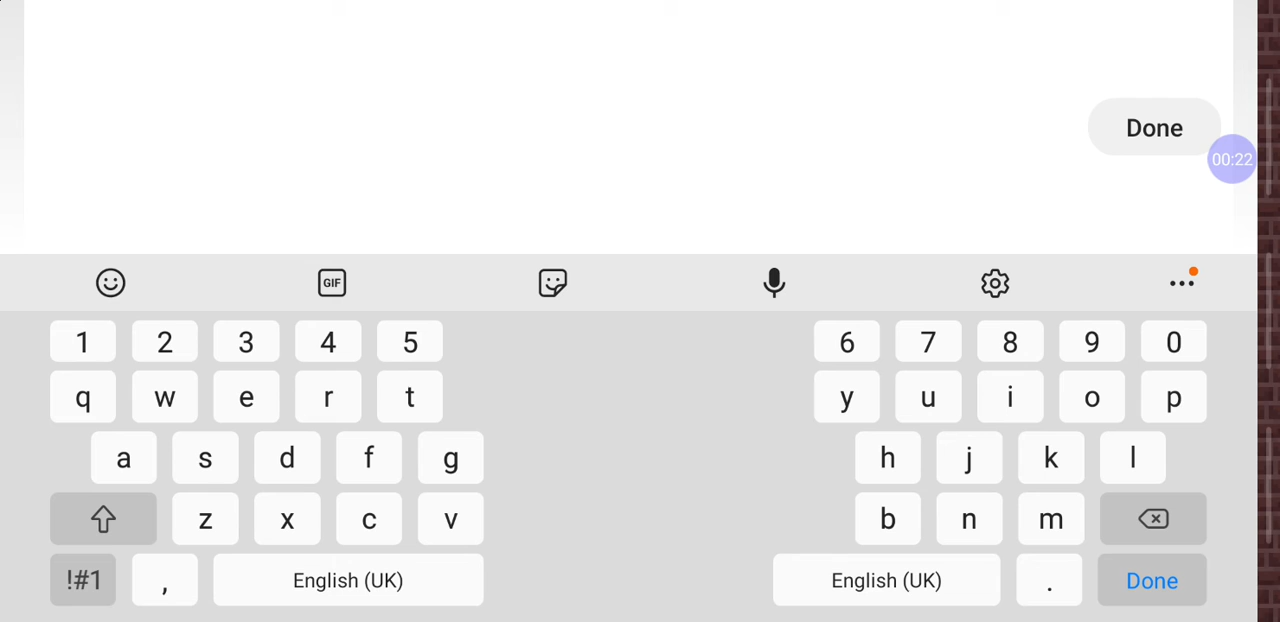 Done
00:22
GIF
1 2 3 4 5 6 7 8 9 0
q w e r t y u i o p
a s d f g h j k l
z x c v b n m
!#1 , English (UK) English (UK) . Done